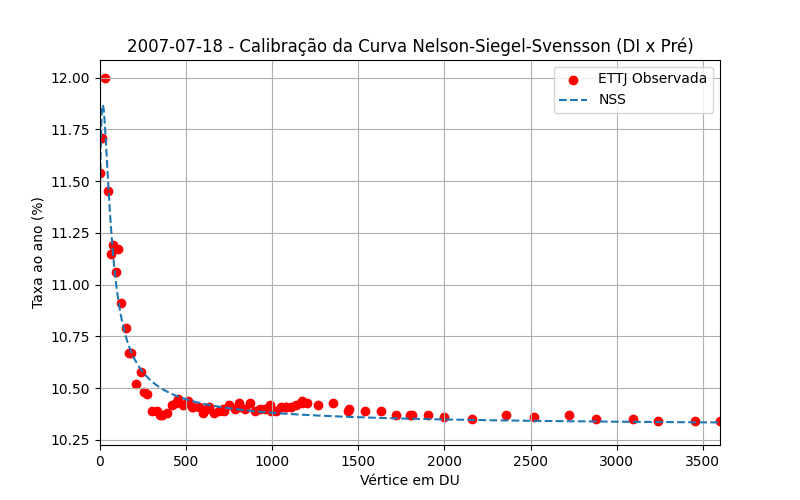 2007-07-18 - Calibração da Curva Nelson-Siegel-Svensson (DI x Pré)
ETTJ Observada
NSS
Taxa ao ano (%)
12.00
11.75
11.50
11.25
11.00
10.75
10.50
10.25
0 500 1000 1500 2000 2500 3000 3500
Vértice em DU